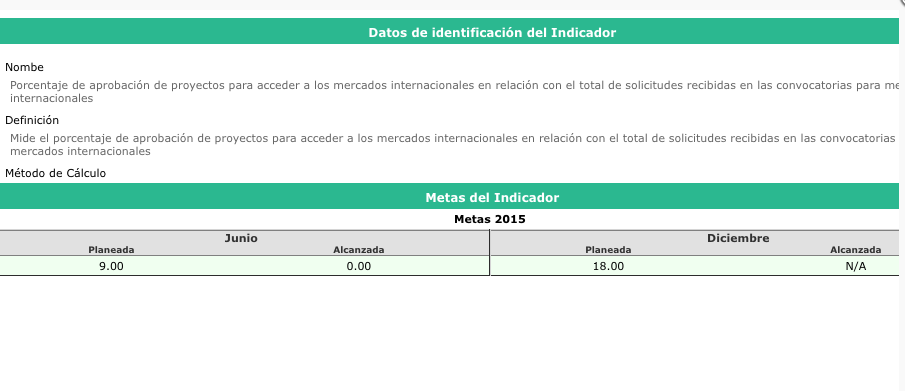 Datos de identificación del Indicador
Nombre
Porcentaje de aprobación de proyectos para acceder a los mercados internacionales en relación con el total de solicitudes recibidas en las convocatorias para me
internacionales
Definición
Mide el porcentaje de aprobación de proyectos para acceder a los mercados internacionales en relación con el total de solicitudes recibidas en las convocatorias
mercados internacionales
Método de Cálculo
Metas del Indicador
Metas 2015
Junio Diciembre
Planeada Alcanzada Planeada Alcanzada
9.00 0.00 18.00 N/A